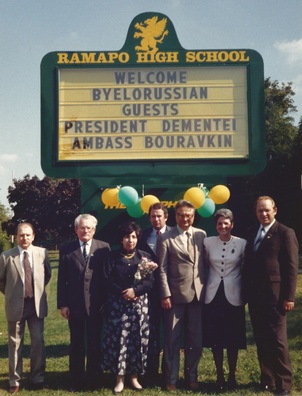 RAMAPO HIGH SCHOOL
WELCOME
BYELORUSSIAN
GUESTS
PRESIDENT DEMENTEI
AMBASS BOURAVKIN